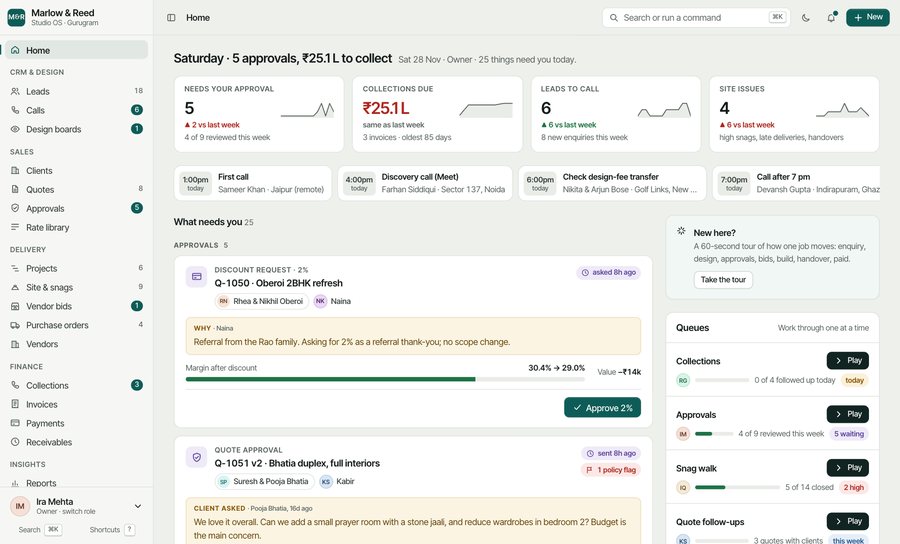 M&R
Marlow & Reed
Studio OS · Gurugram
Home
CRM & DESIGN
Leads 18
Calls 6
Design boards 1
SALES
Clients
Quotes 8
Approvals 5
Rate library
DELIVERY
Projects 6
Site & snags 9
Vendor bids 1
Purchase orders 4
Vendors
FINANCE
Collections 3
Invoices
Payments
Receivables
INSIGHTS
Reports
IM
Ira Mehta
Owner · switch role
Search ⌘K Shortcuts ?
Home
Search or run a command ⌘K
New
Saturday · 5 approvals, ₹25.1 L to collect Sat 28 Nov · Owner · 25 things need you today.
NEEDS YOUR APPROVAL
5
▲ 2 vs last week
4 of 9 reviewed this week
COLLECTIONS DUE
₹25.1 L
same as last week
3 invoices · oldest 85 days
LEADS TO CALL
6
▲ 6 vs last week
8 new enquiries this week
SITE ISSUES
4
▲ 6 vs last week
high snags, late deliveries, handovers
1:00pm today
First call
Sameer Khan · Jaipur (remote)
4:00pm today
Discovery call (Meet)
Farhan Siddiqui · Sector 137, Noida
6:00pm today
Check design-fee transfer
Nikita & Arjun Bose · Golf Links, New ...
7:00pm today
Call after 7 pm
Devansh Gupta · Indirapuram, Ghaz
What needs you 25
APPROVALS 5
DISCOUNT REQUEST · 2%
asked 8h ago
Q-1050 · Oberoi 2BHK refresh
RN Rhea & Nikhil Oberoi NK Naina
WHY · Naina
Referral from the Rao family. Asking for 2% as a referral thank-you; no scope change.
Margin after discount 30.4% → 29.0% Value −₹14k
Approve 2%
QUOTE APPROVAL
sent 8h ago
Q-1051 v2 · Bhatia duplex, full interiors
1 policy flag
SP Suresh & Pooja Bhatia KS Kabir
CLIENT ASKED · Pooja Bhatia, 16d ago
We love it overall. Can we add a small prayer room with a stone jaali, and reduce wardrobes in bedroom 2? Budget is
the main concern.
New here?
A 60-second tour of how one job moves: enquiry,
design, approvals, bids, build, handover, paid.
Take the tour
Queues Work through one at a time
Collections Play
RG 0 of 4 followed up today today
Approvals Play
IM 4 of 9 reviewed this week 5 waiting
Snag walk Play
IQ 5 of 14 closed 2 high
Quote follow-ups Play
KS 3 quotes with clients this week